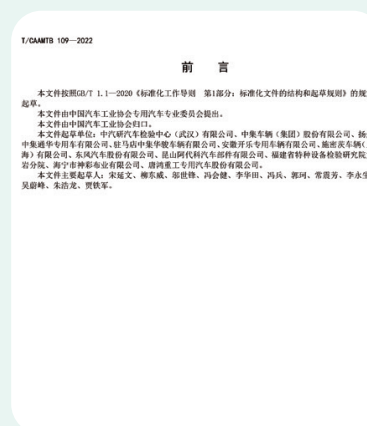 T/CAAMTB 109—2022
前 言
本文件按照GB/T 1.1—2020《标准化工作导则 第1部分：标准化文件的结构和起草规则》的规
起草。
本文件由中国汽车工业协会专用汽车专业委员会提出。
本文件由中国汽车工业协会归口。
本文件起草单位：中汽研汽车检验中心（武汉）有限公司、中集车辆（集团）股份有限公司、扬
中集通华专用车有限公司、驻马店中集华骏车辆有限公司、安徽开乐专用车辆有限公司、施密茨车辆（
海）有限公司、东风汽车股份有限公司、昆山阿代科汽车部件有限公司、福建省特种设备检验研究院
岩分院、海宁市神彩布业有限公司、唐鸿重工专用汽车股份有限公司。
本文件主要起草人：宋延文、柳东威、邬世锋、冯会健、李华田、冯兵、郭珂、常震芳、李永
吴蔚峰、朱浩龙、贾铁军。